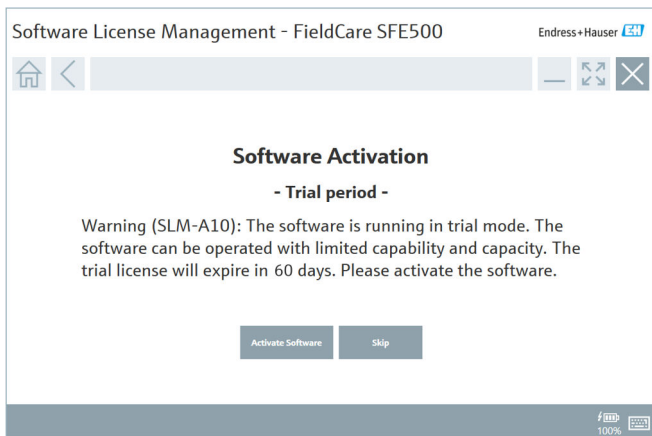 Software License Management - FieldCare SFE500
Endress+Hauser EH
Software Activation
- Trial period -
Warning (SLM-A10): The software is running in trial mode. The
software can be operated with limited capability and capacity. The
trial license will expire in 60 days. Please activate the software.
Activate Software
Skip
100%